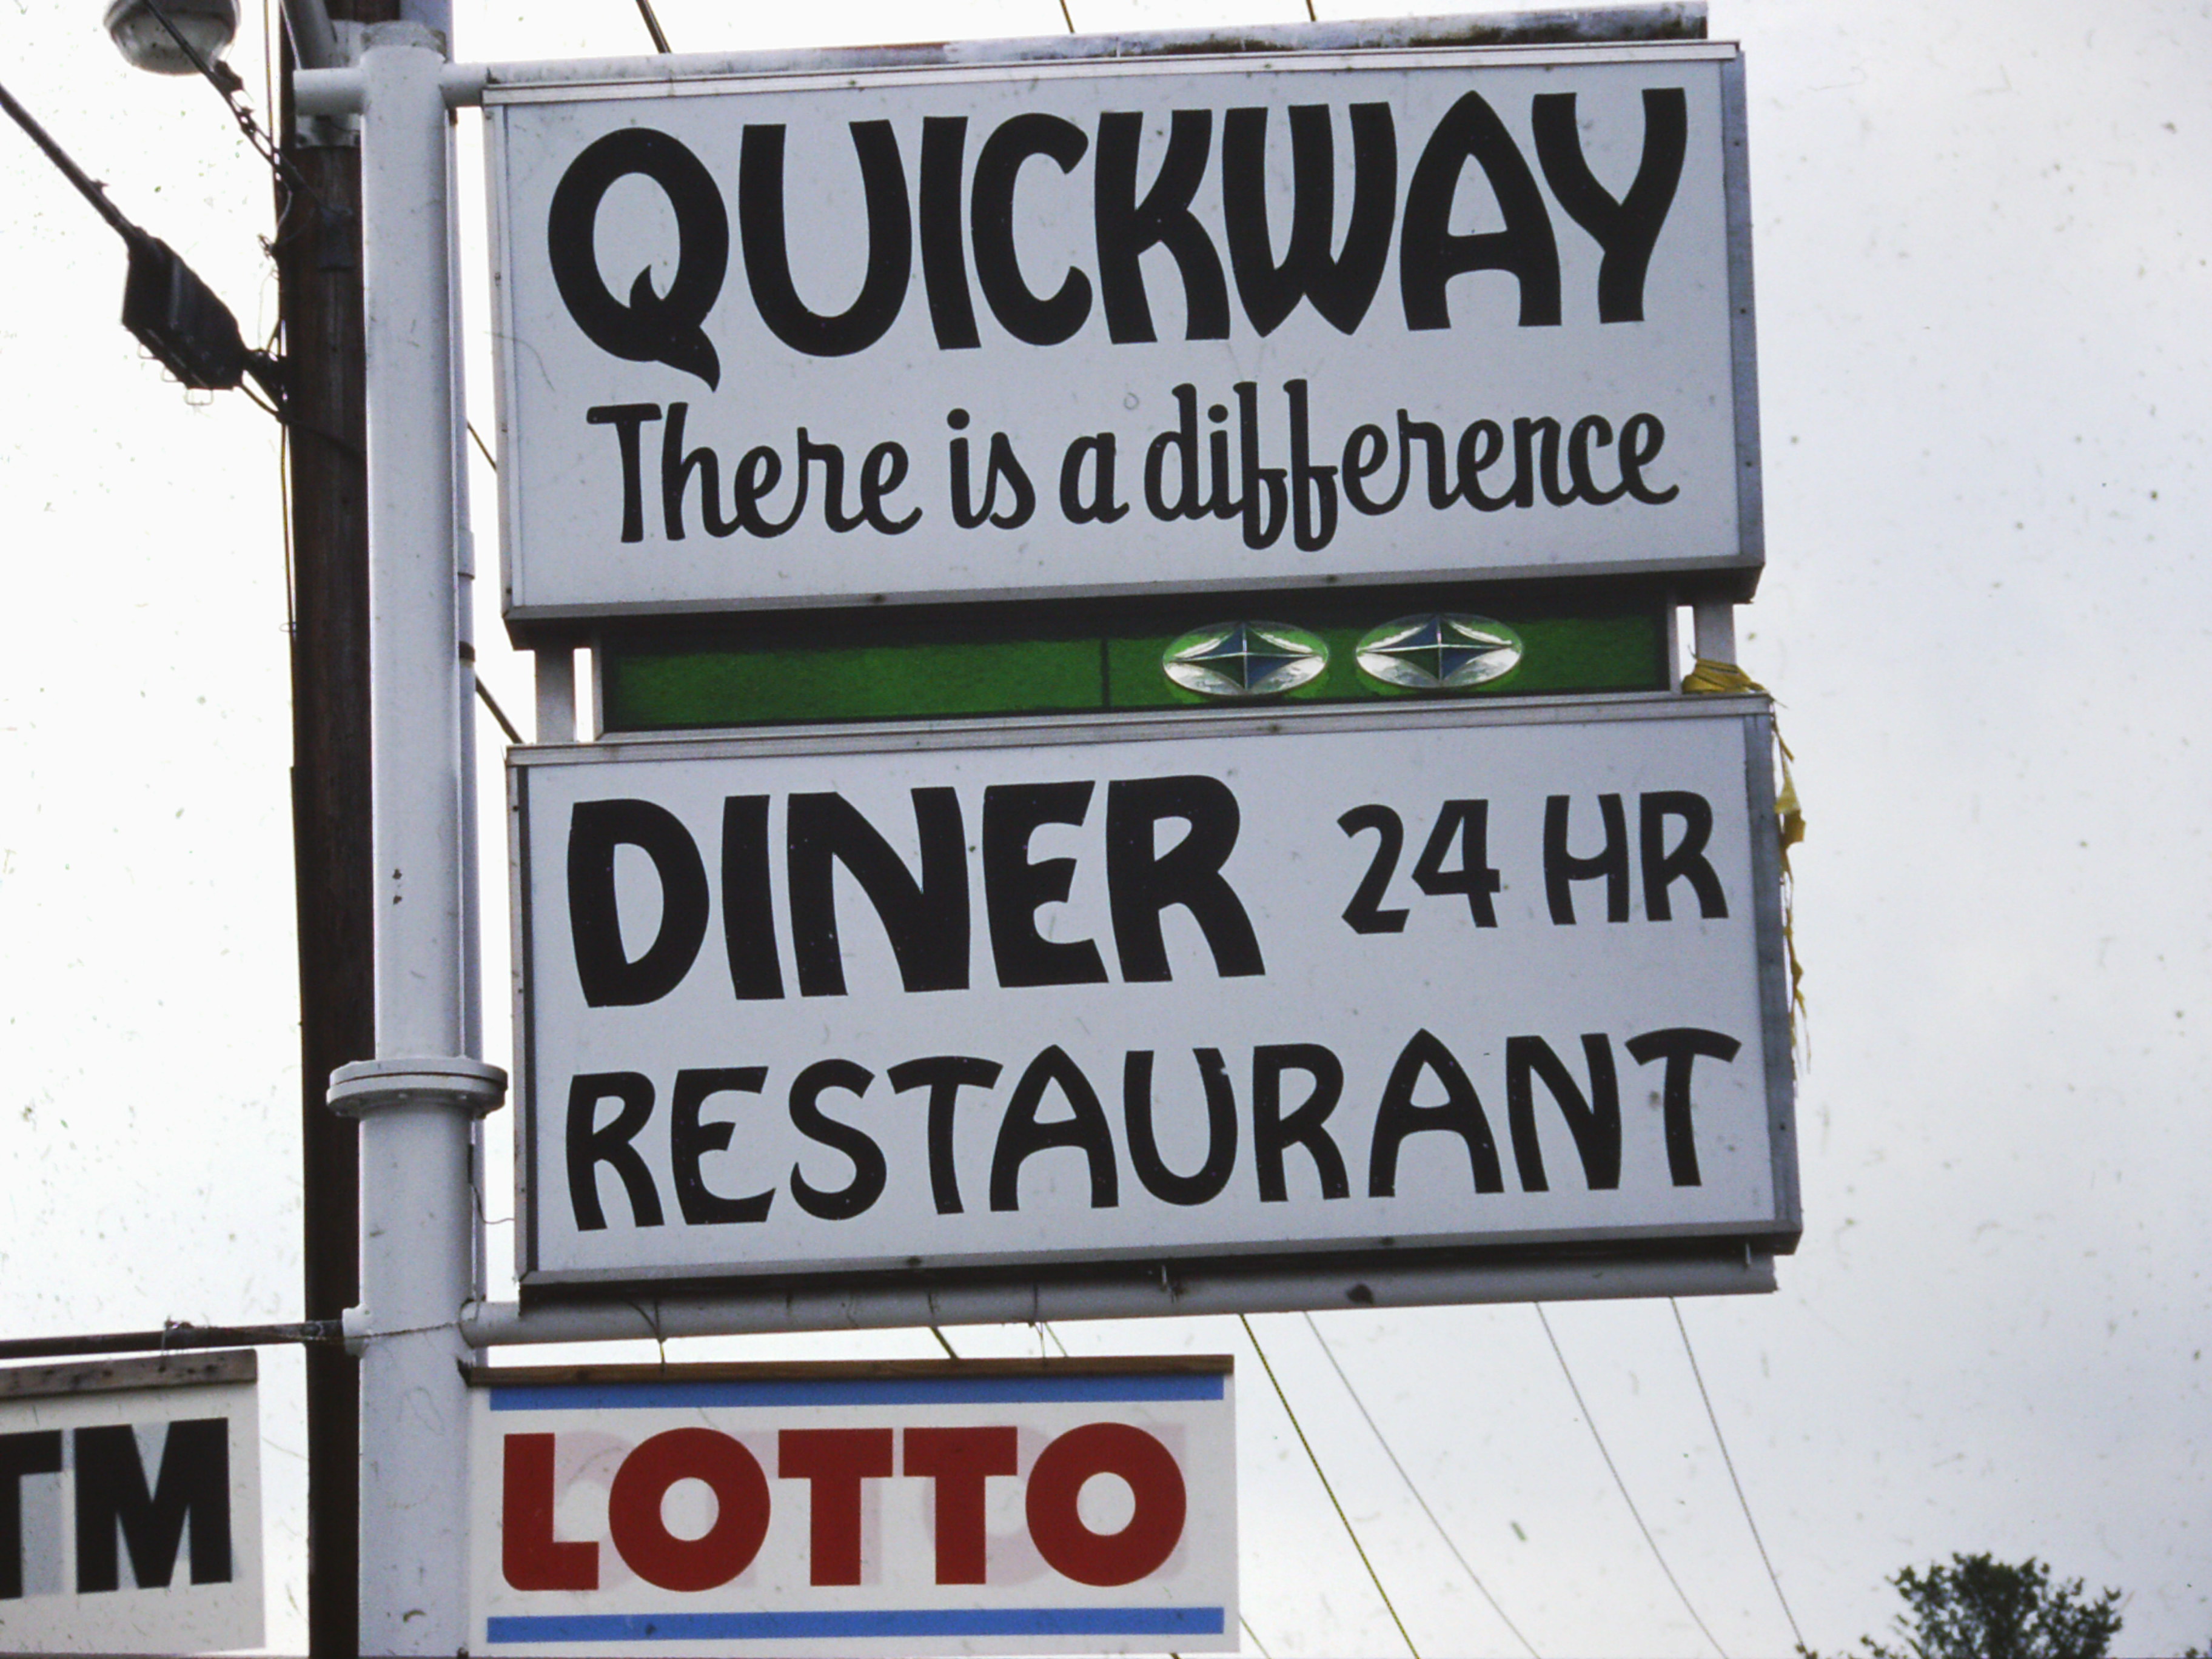 QUICKWAY
There is a difference
DINER 24 HR
RESTAURANT
LOTTO
TM